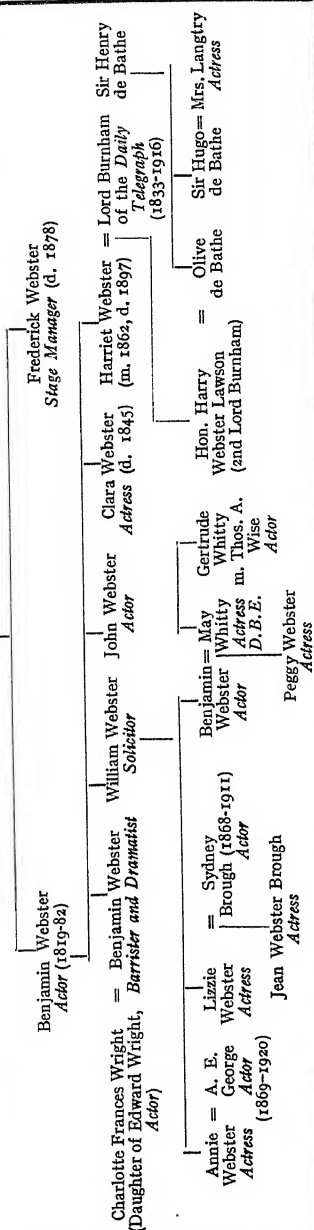 Frederick Webster
Stage Manager (d. 1878)
Benjamin Webster
Actor (1819-82)
Charlotte Frances Wright
(Daughter of Edward Wright,
Actor)
= Benjamin Webster
Barrister and Dramatist
William Webster
Solicitor
John Webster
Actor
Clara Webster
Actress (d. 1845)
Harriet Webster
(m. 1862, d. 1897)
= Lord Burnham
of the Daily
Telegraph
(1833-1916)
Sir Henry
de Bathe
Annie
Webster
Actress
= A. E.
George
Actor
(1869-1920)
Lizzie
Webster
Actress
= Sydney
Brough (1868-1911)
Actor
Benjamin
Webster
Actor
= May
Whitty
Actress
D.B.E.
Gertrude
Whitty
m. Thos. A.
Wise
Actor
Hon. Harry
Webster Lawson
(2nd Lord Burnham)
= Olive
de Bathe
Sir Hugo
de Bathe
= Mrs. Langtry
Actress
Jean Webster Brough
Actress
Peggy Webster
Actress